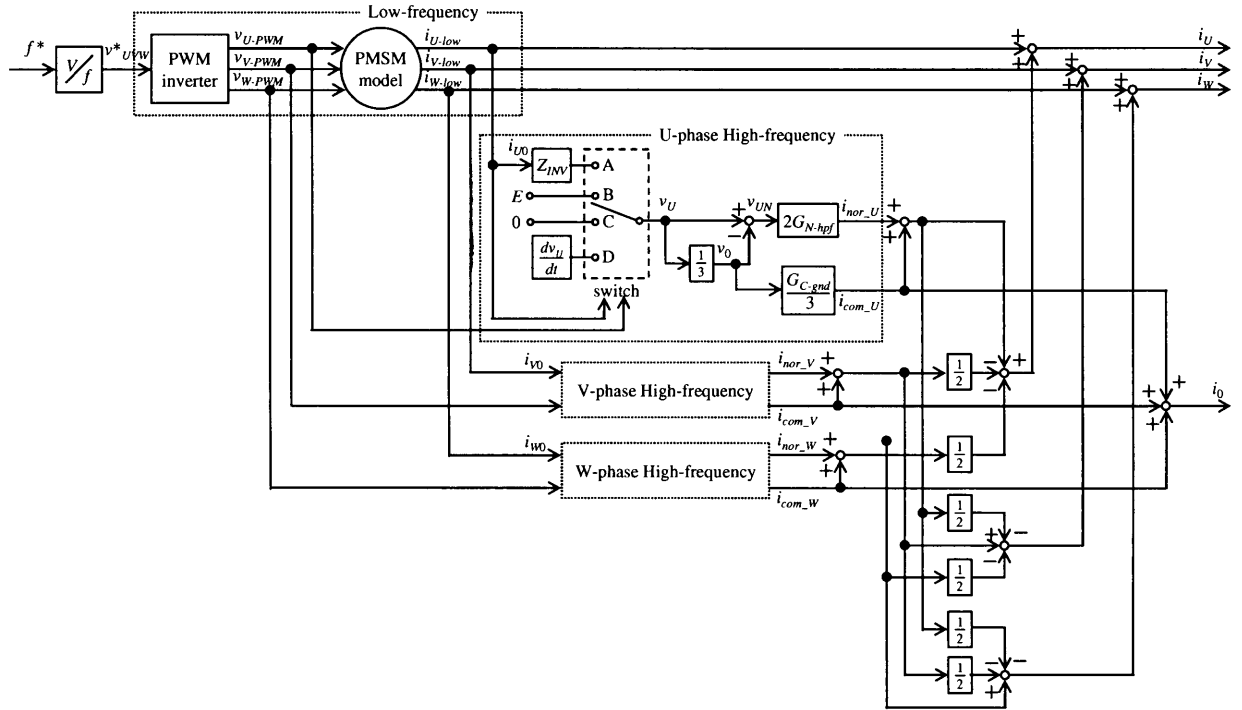 Low-frequency
f*
V/f
v*UVW
PWM
inverter
vU-PWM
vV-PWM
vW-PWM
PMSM
model
iU-low
iV-low
iW-low
+
+
iU
+
+
iV
+
+
iW
U-phase High-frequency
iU0
ZINV
A
E
B
0
C
dvU
dt
D
switch
vU
1
3
v0
+
−
vUN
2GN-hpf
inor_U
GC-gnd
3
icom_U
+
+
iV0
V-phase High-frequency
inor_V
icom_V
+
+
1
2
−
−
+
+
+
+
i0
iW0
W-phase High-frequency
inor_W
icom_W
+
+
1
2
1
2
+
−
−
1
2
1
2
1
2
−
−
+